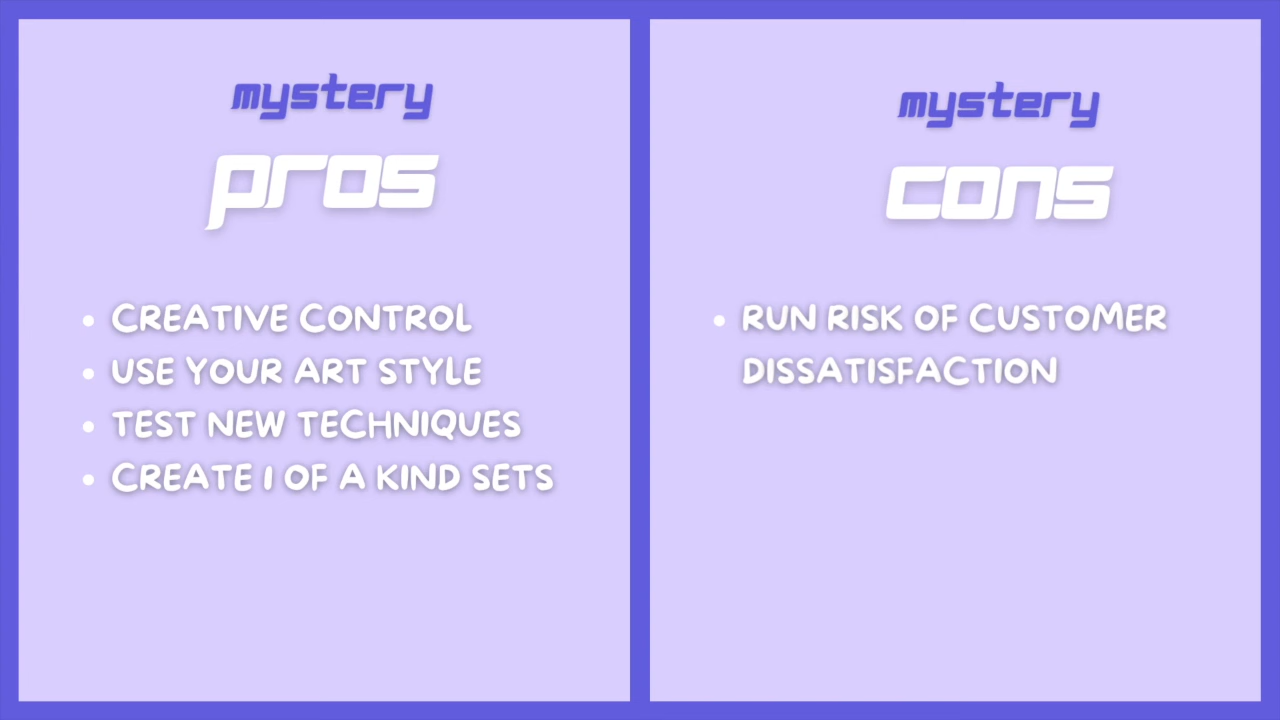 mystery
pros
• CREATIVE CONTROL
• USE YOUR ART STYLE
• TEST NEW TECHNIQUES
• CREATE 1 OF A KIND SETS
mystery
cons
• RUN RISK OF CUSTOMER
DISSATISFACTION